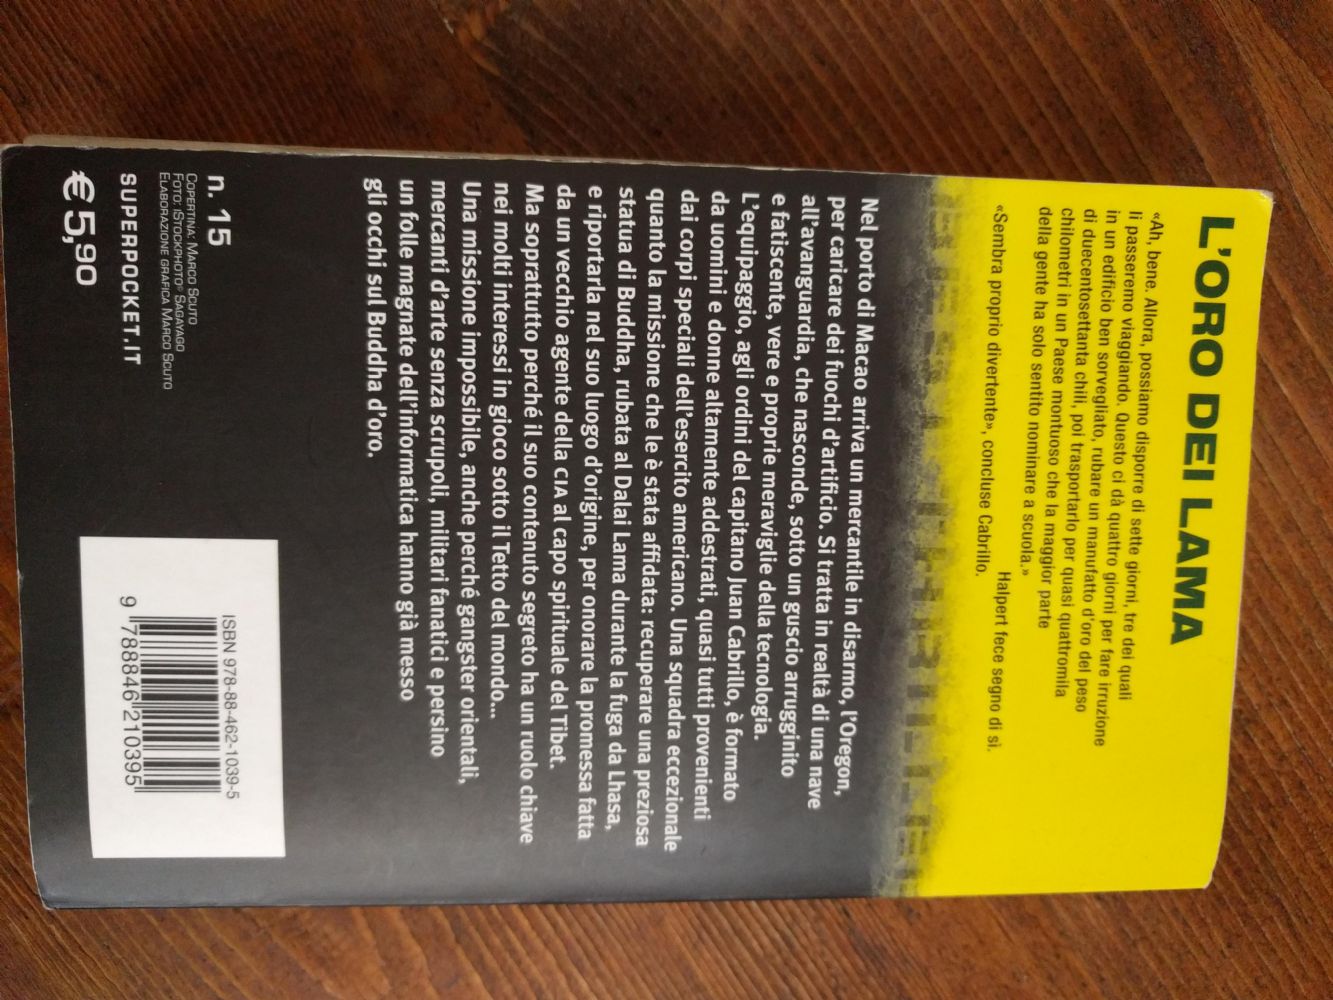 L'ORO DEI LAMA
«Ah, bene. Allora, possiamo disporre di sette giorni, tre dei quali
li passeremo viaggiando. Questo ci dà quattro giorni per fare irruzione
in un edificio ben sorvegliato, rubare un manufatto d'oro del peso
di duecentosettanta chili, poi trasportarlo per quasi quattromila
chilometri in un Paese montuoso che la maggior parte
della gente ha solo sentito nominare a scuola.»
Halpert fece segno di sì.
«Sembra proprio divertente», concluse Cabrillo.
Nel porto di Macao arriva un mercantile in disarmo, l'Oregon,
per caricare dei fuochi d'artificio. Si tratta in realtà di una nave
all'avanguardia, che nasconde, sotto un guscio arrugginito
e fatiscente, vere e proprie meraviglie della tecnologia.
L'equipaggio, agli ordini del capitano Juan Cabrillo, è formato
da uomini e donne altamente addestrati, quasi tutti provenienti
dai corpi speciali dell'esercito americano. Una squadra eccezionale
quanto la missione che le è stata affidata: recuperare una preziosa
statua di Buddha, rubata al Dalai Lama durante la fuga da Lhasa,
e riportarla nel suo luogo d'origine, per onorare la promessa fatta
da un vecchio agente della CIA al capo spirituale del Tibet.
Ma soprattutto perché il suo contenuto segreto ha un ruolo chiave
nei molti interessi in gioco sotto il Tetto del mondo...
Una missione impossibile, anche perché gangster orientali,
mercanti d'arte senza scrupoli, militari fanatici e persino
un folle magnate dell'informatica hanno già messo
gli occhi sul Buddha d'oro.
n. 15
COPERTINA: MARCO SCUTO
FOTO: ISTOCKPHOTO® SAGAYAGO
ELABORAZIONE GRAFICA MARCO SCUTO
SUPERPOCKET.IT
€ 5,90
ISBN 978-88-462-1039-5
9 788846 210395